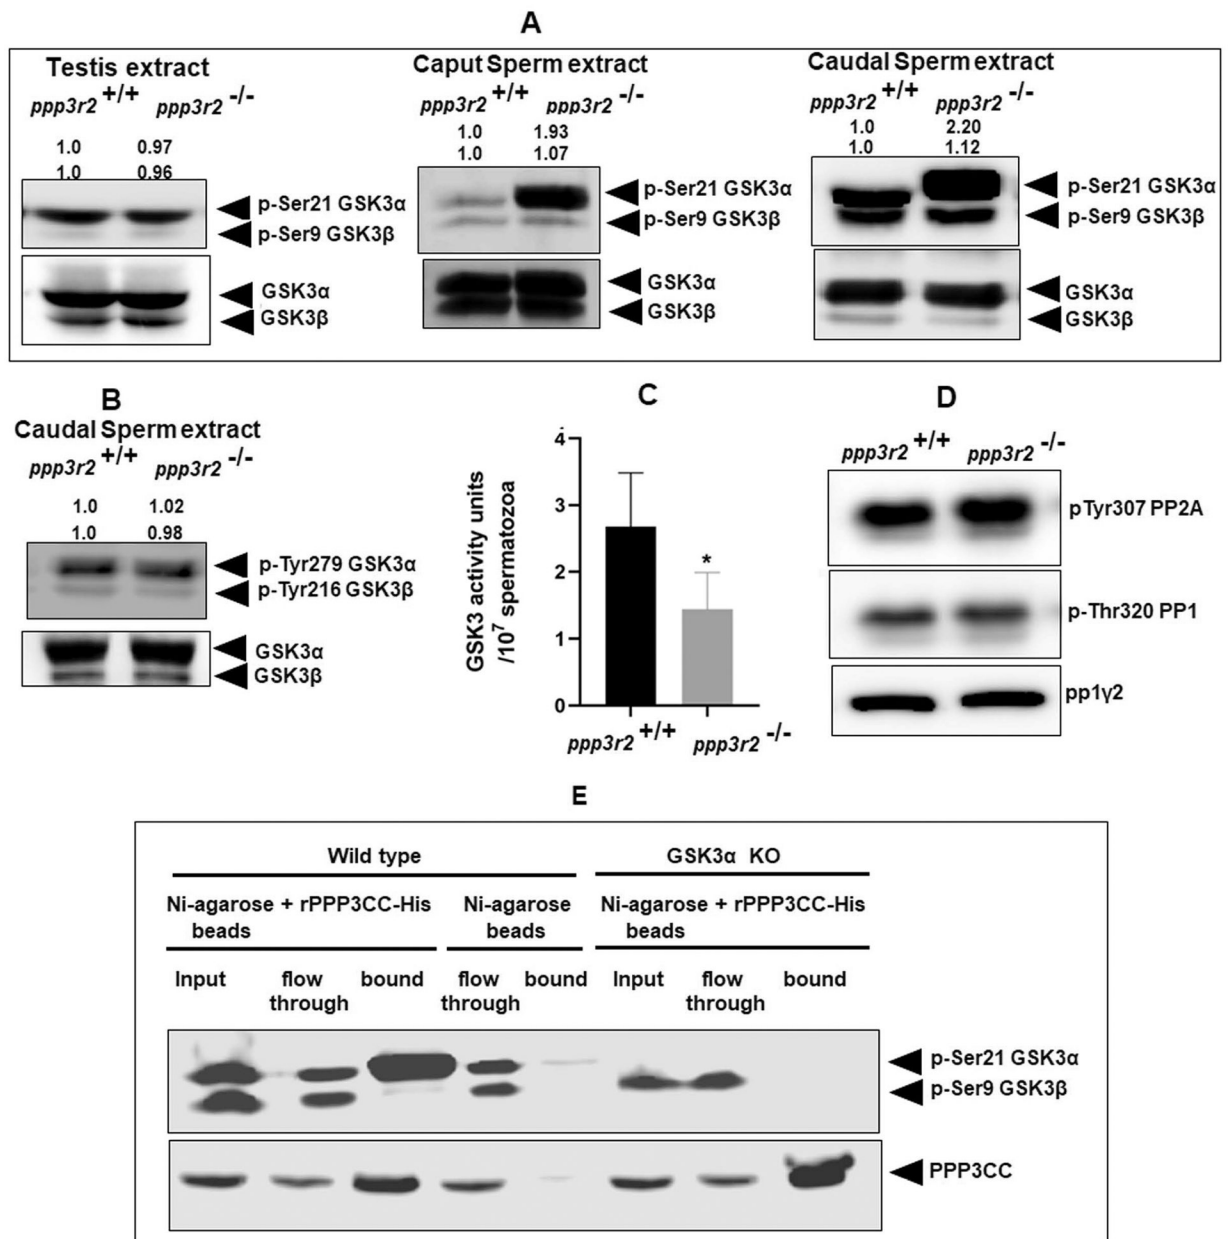 A
Testis extract
ppp3r2 +/+ ppp3r2 -/-
1.0 0.97
1.0 0.96
p-Ser21 GSK3α
p-Ser9 GSK3β
GSK3α
GSK3β
Caput Sperm extract
ppp3r2 +/+ ppp3r2 -/-
1.0 1.93
1.0 1.07
p-Ser21 GSK3α
p-Ser9 GSK3β
GSK3α
GSK3β
Caudal Sperm extract
ppp3r2 +/+ ppp3r2 -/-
1.0 2.20
1.0 1.12
p-Ser21 GSK3α
p-Ser9 GSK3β
GSK3α
GSK3β
B
Caudal Sperm extract
ppp3r2 +/+ ppp3r2 -/-
1.0 1.02
1.0 0.98
p-Tyr279 GSK3α
p-Tyr216 GSK3β
GSK3α
GSK3β
C
GSK3 activity units
/10⁷ spermatozoa
4
3
2
1
0
*
ppp3r2 +/+ ppp3r2 -/-
D
ppp3r2 +/+ ppp3r2 -/-
pTyr307 PP2A
p-Thr320 PP1
pp1γ2
E
Wild type GSK3α KO
Ni-agarose + rPPP3CC-His Ni-agarose Ni-agarose + rPPP3CC-His
beads beads beads
Input flow bound flow bound Input flow bound
through through through
p-Ser21 GSK3α
p-Ser9 GSK3β
PPP3CC